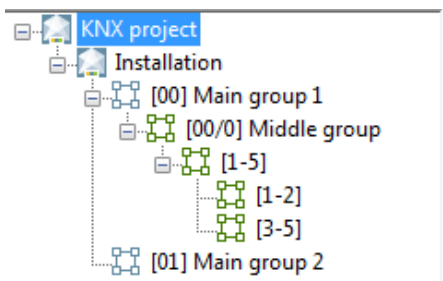 KNX project
Installation
[00] Main group 1
[00/0] Middle group
[1-5]
[1-2]
[3-5]
[01] Main group 2